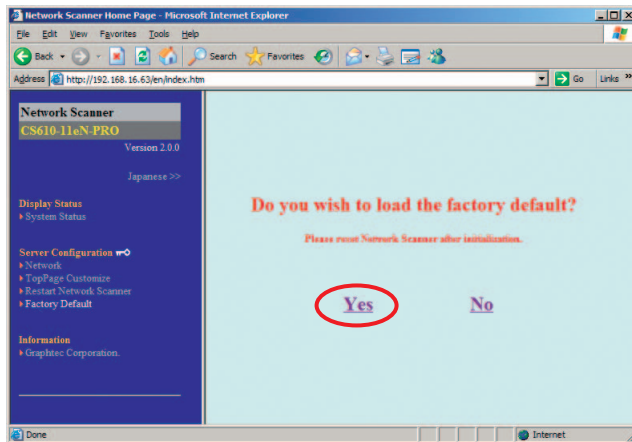 Network Scanner Home Page - Microsoft Internet Explorer
File Edit View Favorites Tools Help
Back Search Favorites
Address http://192.168.16.63/en/index.htm Go Links »
Network Scanner
CS610-11eN-PRO
Version 2.0.0
Japanese >>
Display Status
System Status
Server Configuration
Network
TopPage Customize
Restart Network Scanner
Factory Default
Information
Graphtec Corporation.
Do you wish to load the factory default?
Please reset Network Scanner after initialization.
Yes No
Done Internet